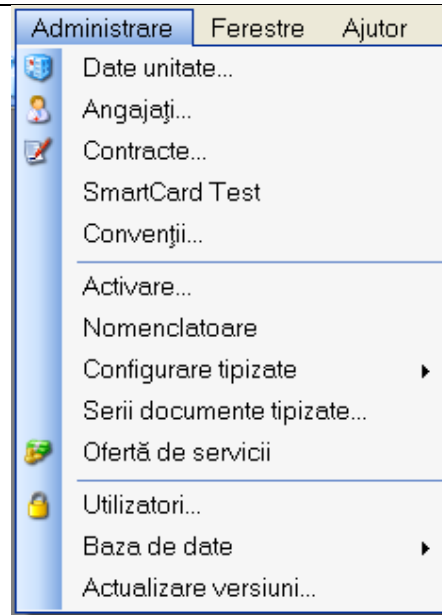 Administrare Ferestre Ajutor
Date unitate...
Angajaţi...
Contracte...
SmartCard Test
Convenţii...
Activare...
Nomenclatoare
Configurare tipizate
Serii documente tipizate...
Ofertă de servicii
Utilizatori...
Baza de date
Actualizare versiuni...